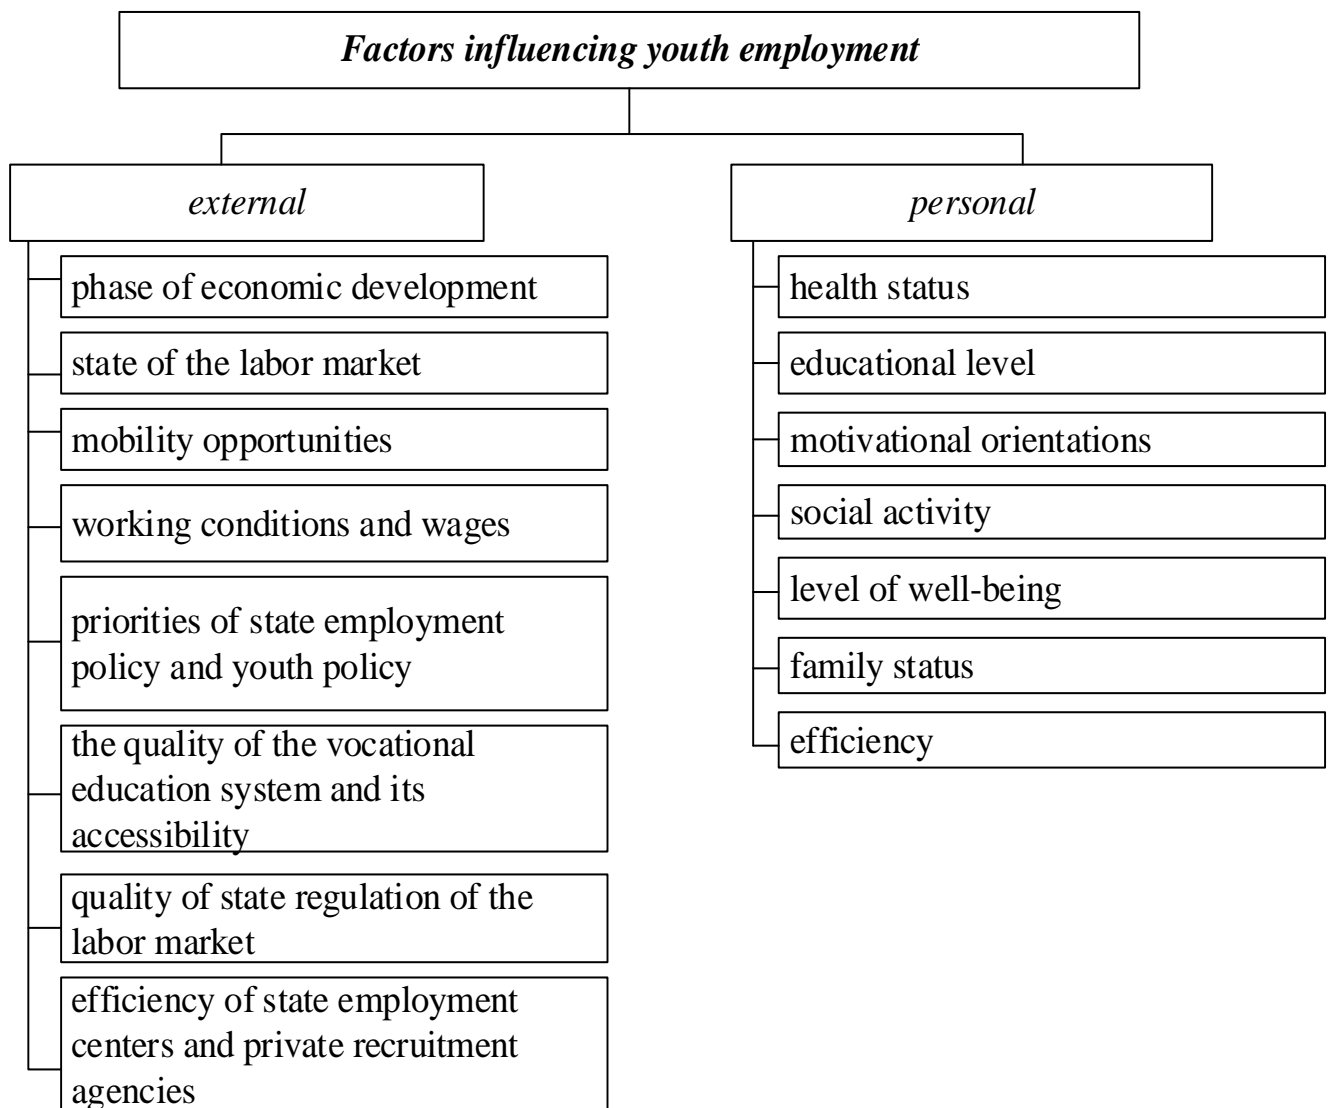 Factors influencing youth employment
external
phase of economic development
state of the labor market
mobility opportunities
working conditions and wages
priorities of state employment
policy and youth policy
the quality of the vocational
education system and its
accessibility
quality of state regulation of the
labor market
efficiency of state employment
centers and private recruitment
agencies
personal
health status
educational level
motivational orientations
social activity
level of well-being
family status
efficiency